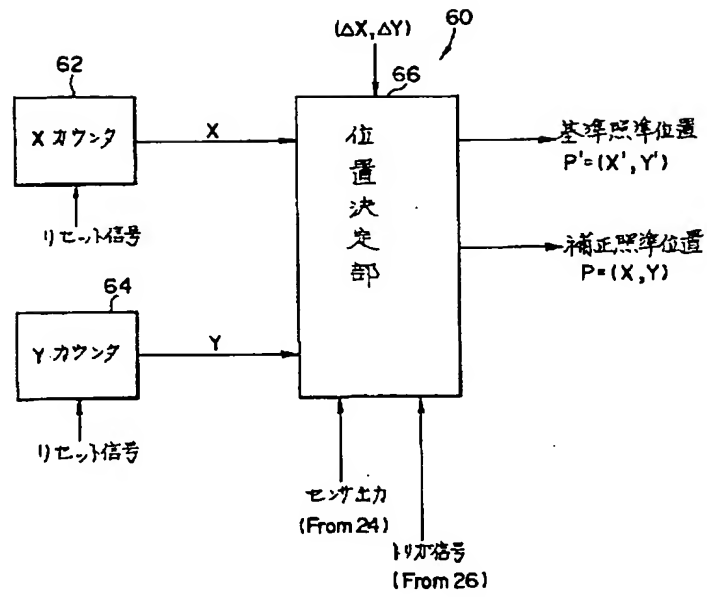 (ΔX,ΔY)
60
62
66
Xカウンタ
X
位置決定部
基準照準位置
P'=(X',Y')
リセット信号
補正照準位置
P=(X,Y)
64
Yカウンタ
Y
リセット信号
センサ出力
(From 24)
トリガ信号
(From 26)